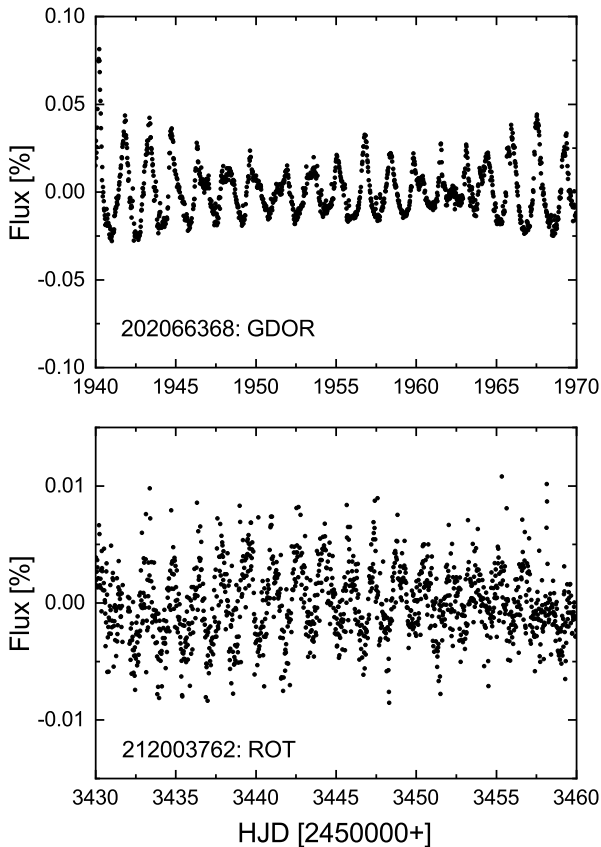 0.10
0.05
0.00
-0.05
-0.10
Flux [%]
202066368: GDOR
1940 1945 1950 1955 1960 1965 1970
0.01
0.00
-0.01
Flux [%]
212003762: ROT
3430 3435 3440 3445 3450 3455 3460
HJD [2450000+]